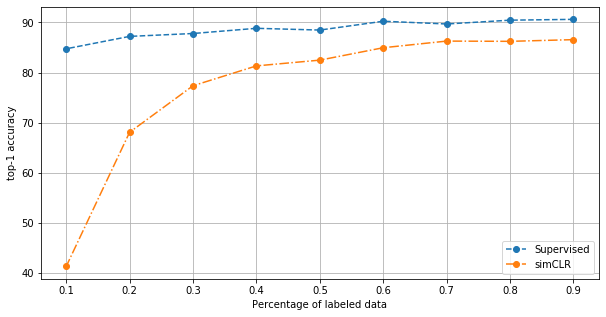 90
80
70
60
50
40
top-1 accuracy
0.1 0.2 0.3 0.4 0.5 0.6 0.7 0.8 0.9
Percentage of labeled data
Supervised
simCLR